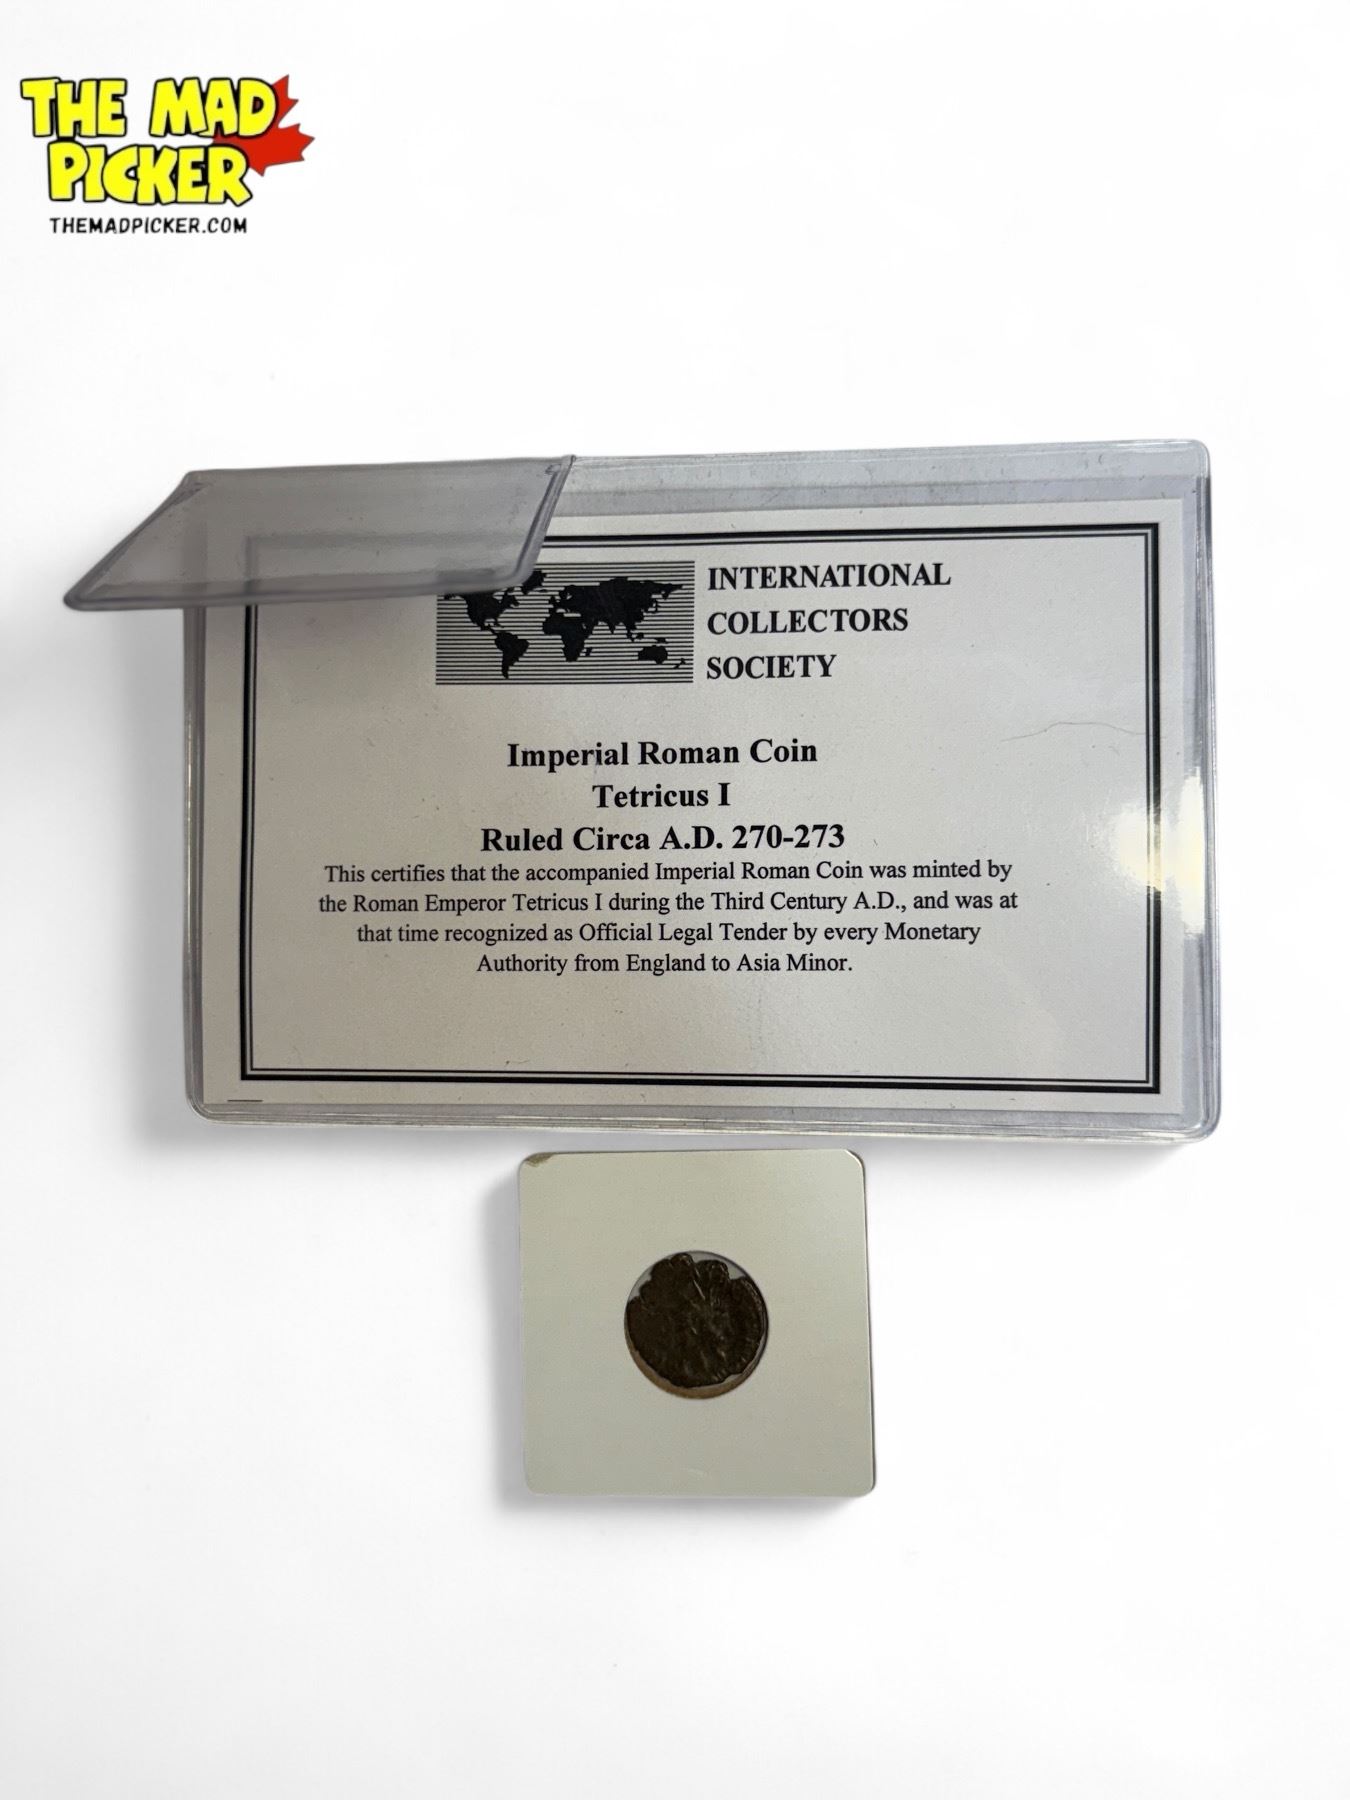 THE MAD
PICKER
THEMADPICKER.COM
INTERNATIONAL
COLLECTORS
SOCIETY
Imperial Roman Coin
Tetricus I
Ruled Circa A.D. 270-273
This certifies that the accompanied Imperial Roman Coin was minted by
the Roman Emperor Tetricus I during the Third Century A.D., and was at
that time recognized as Official Legal Tender by every Monetary
Authority from England to Asia Minor.